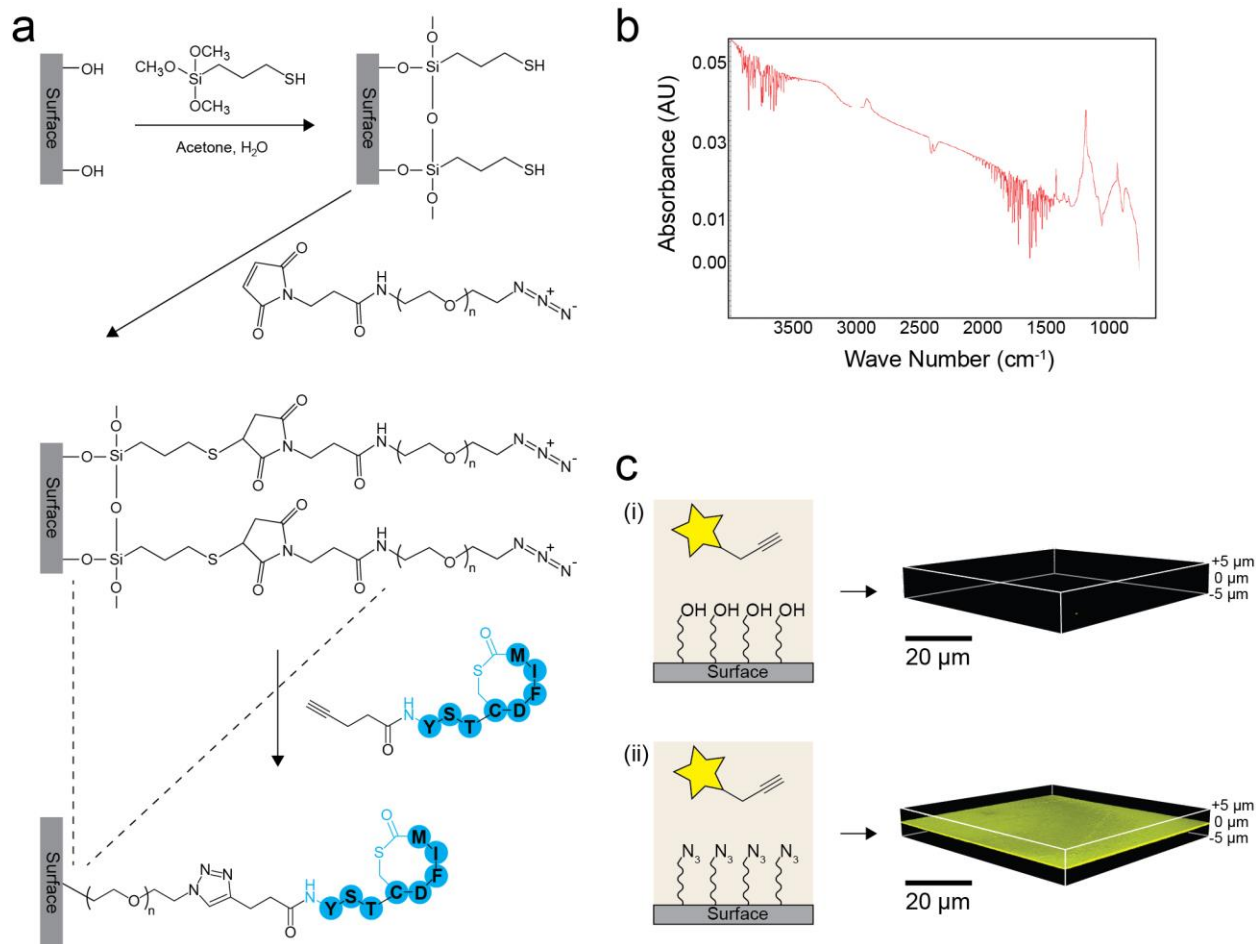 a
OH
OH
Surface
OCH3
CH3O
Si
OCH3
SH
Acetone, H2O
O
O
Si
SH
O
O
Si
SH
O
Surface
O
N
O
O
H
N
O
n
N
N
+
N-
O
O
Si
S
O
N
O
O
H
N
O
n
N
N
+
N-
O
O
Si
S
O
N
O
O
H
N
O
n
N
N
+
N-
O
Surface
O
H
N
O
S
Y S T C D F I M
Surface
O
n
N
N
N
O
H
N
O
S
Y S T C D F I M
b
Absorbance (AU)
0.05
0.03
0.01
0.00
3500 3000 2500 2000 1500 1000
Wave Number (cm-1)
c
(i)
OH OH OH OH
Surface
+5 µm
0 µm
-5 µm
20 µm
(ii)
N3 N3 N3 N3
Surface
+5 µm
0 µm
-5 µm
20 µm